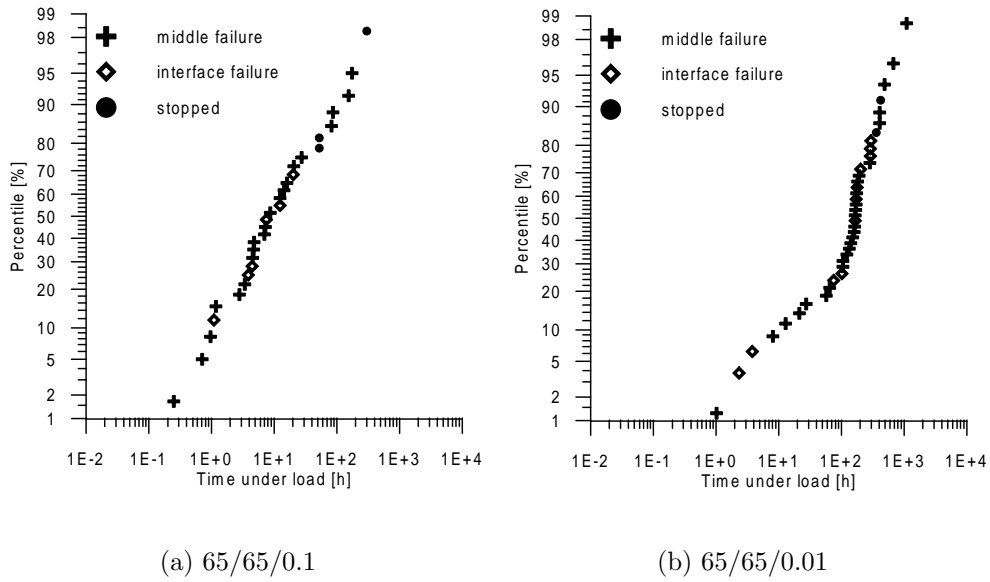 99
98
95
90
80
70
60
50
40
30
20
10
5
2
1
Percentile [%]
middle failure
interface failure
stopped
1E-2 1E-1 1E+0 1E+1 1E+2 1E+3 1E+4
Time under load [h]
(a) 65/65/0.1
99
98
95
90
80
70
60
50
40
30
20
10
5
2
1
Percentile [%]
middle failure
interface failure
stopped
1E-2 1E-1 1E+0 1E+1 1E+2 1E+3 1E+4
Time under load [h]
(b) 65/65/0.01